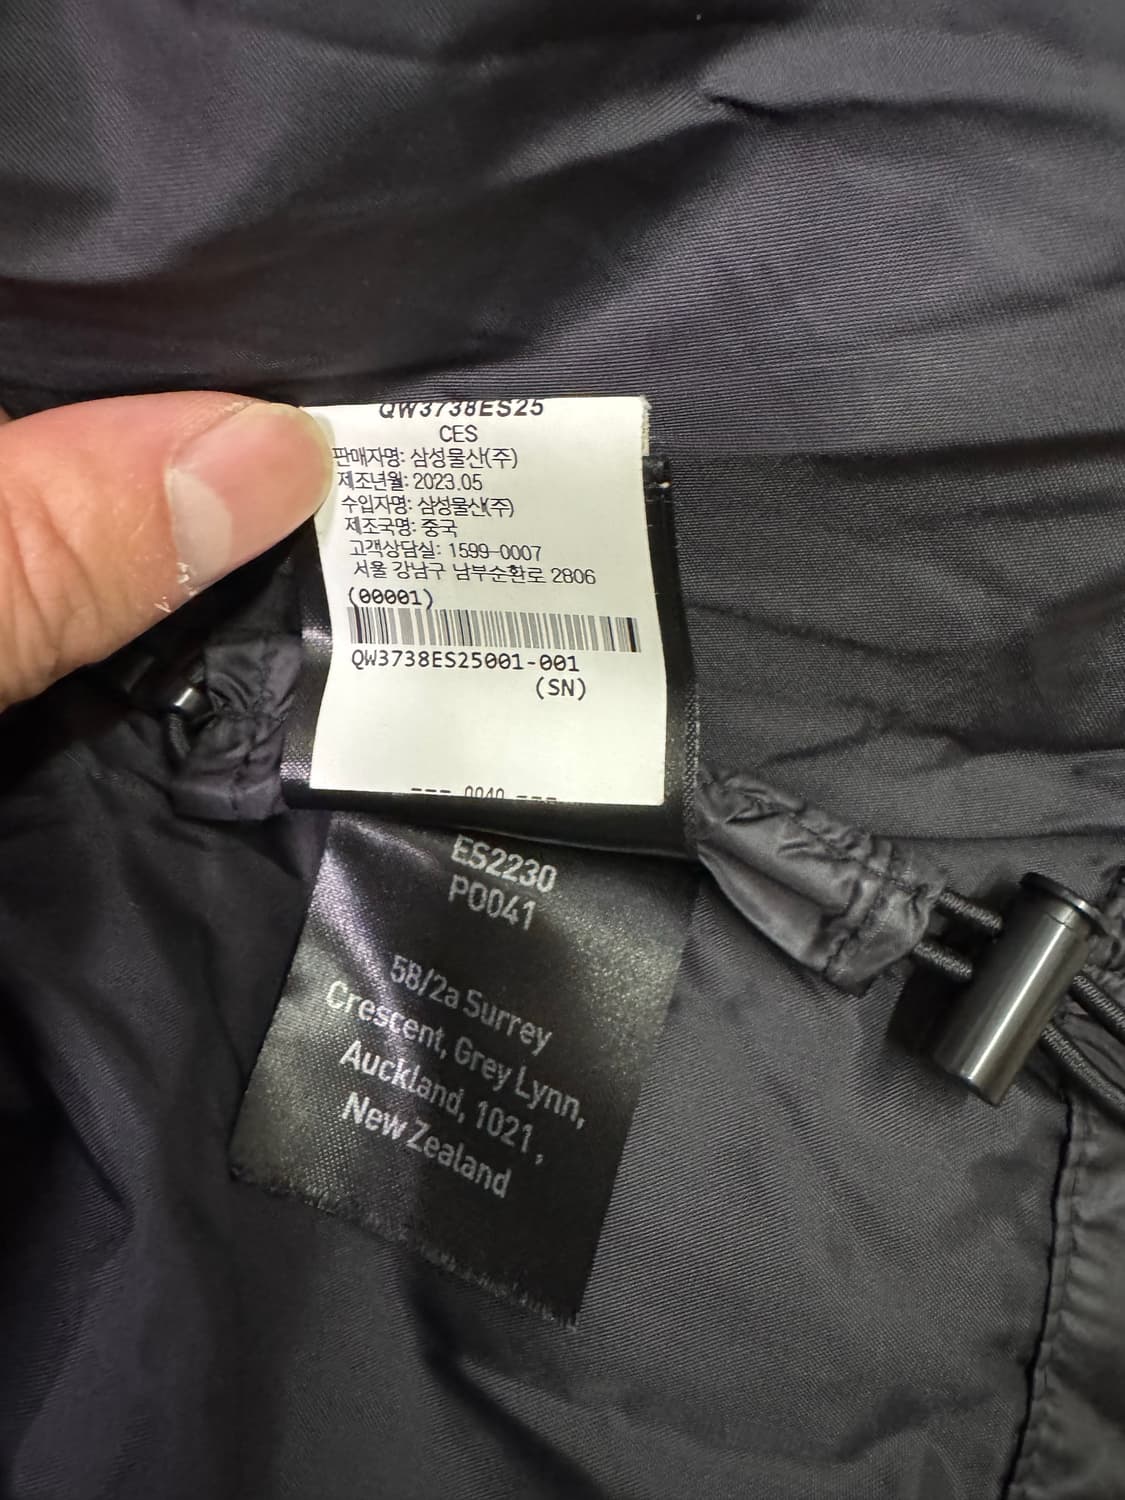 QW3738ES25
CES
판매자명: 삼성물산(주)
제조년월: 2023.05
수입자명: 삼성물산(주)
제조국명: 중국
고객상담실: 1599-0007
서울 강남구 남부순환로 2806
(00001)
QW3738ES25001-001
(SN)
--- 0040 ---
ES2230
P0041
58/2a Surrey
Crescent, Grey Lynn,
Auckland, 1021,
New Zealand